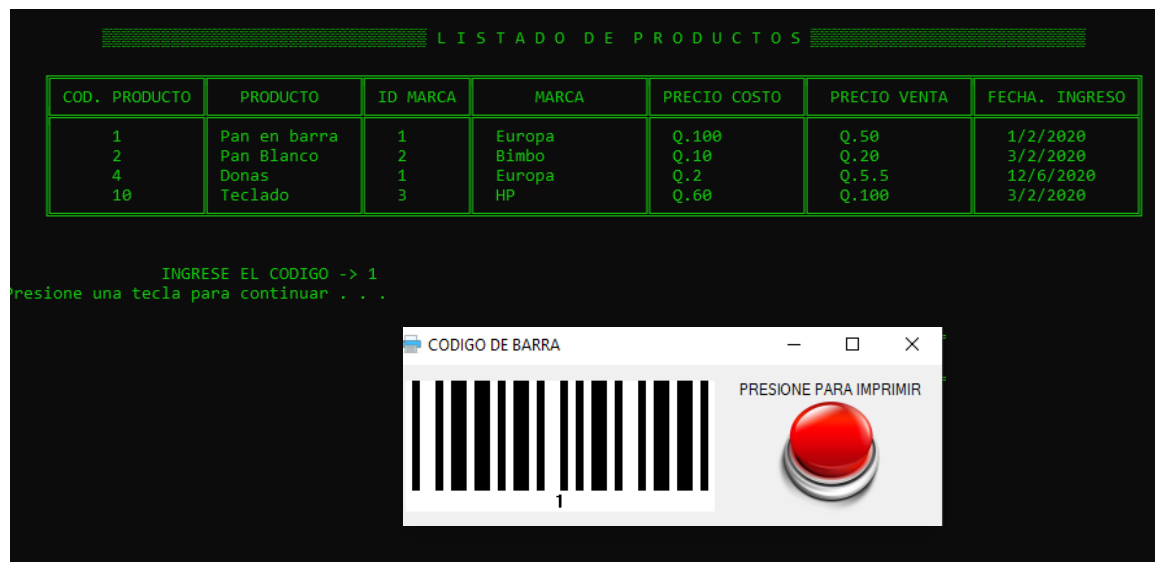 L I S T A D O   D E   P R O D U C T O S
COD. PRODUCTO PRODUCTO ID MARCA MARCA PRECIO COSTO PRECIO VENTA FECHA. INGRESO
1 Pan en barra 1 Europa Q.100 Q.50 1/2/2020
2 Pan Blanco 2 Bimbo Q.10 Q.20 3/2/2020
4 Donas 1 Europa Q.2 Q.5.5 12/6/2020
10 Teclado 3 HP Q.60 Q.100 3/2/2020
INGRESE EL CODIGO -> 1
Presione una tecla para continuar . . .
CODIGO DE BARRA
PRESIONE PARA IMPRIMIR
1